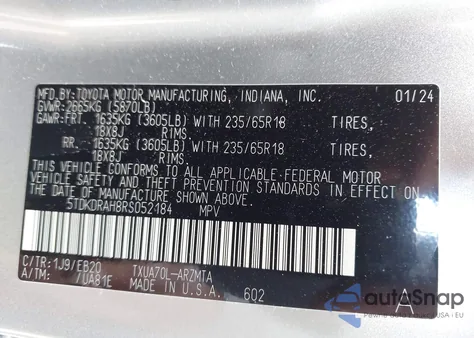 MFD.BY:TOYOTA MOTOR MANUFACTURING, INDIANA, INC. 01/24
GVWR: 2665KG (5870LB)
GAWR:FRT. 1635KG (3605LB) WITH 235/65R18 TIRES,
18X8J RIMS,
RR. 1635KG (3605LB) WITH 235/65R18 TIRES,
18X8J RIMS.
THIS VEHICLE CONFORMS TO ALL APPLICABLE FEDERAL MOTOR
VEHICLE SAFETY AND THEFT PREVENTION STANDARDS IN EFFECT ON
THE DATE OF MANUFACTURE SHOWN ABOVE.
5TDKDRAH8RS052184 MPV
C/TR: 1J9/EB20 TXUA70L-ARZMTA
A/TM: /UA81E MADE IN U.S.A. 602 A
autoSnap